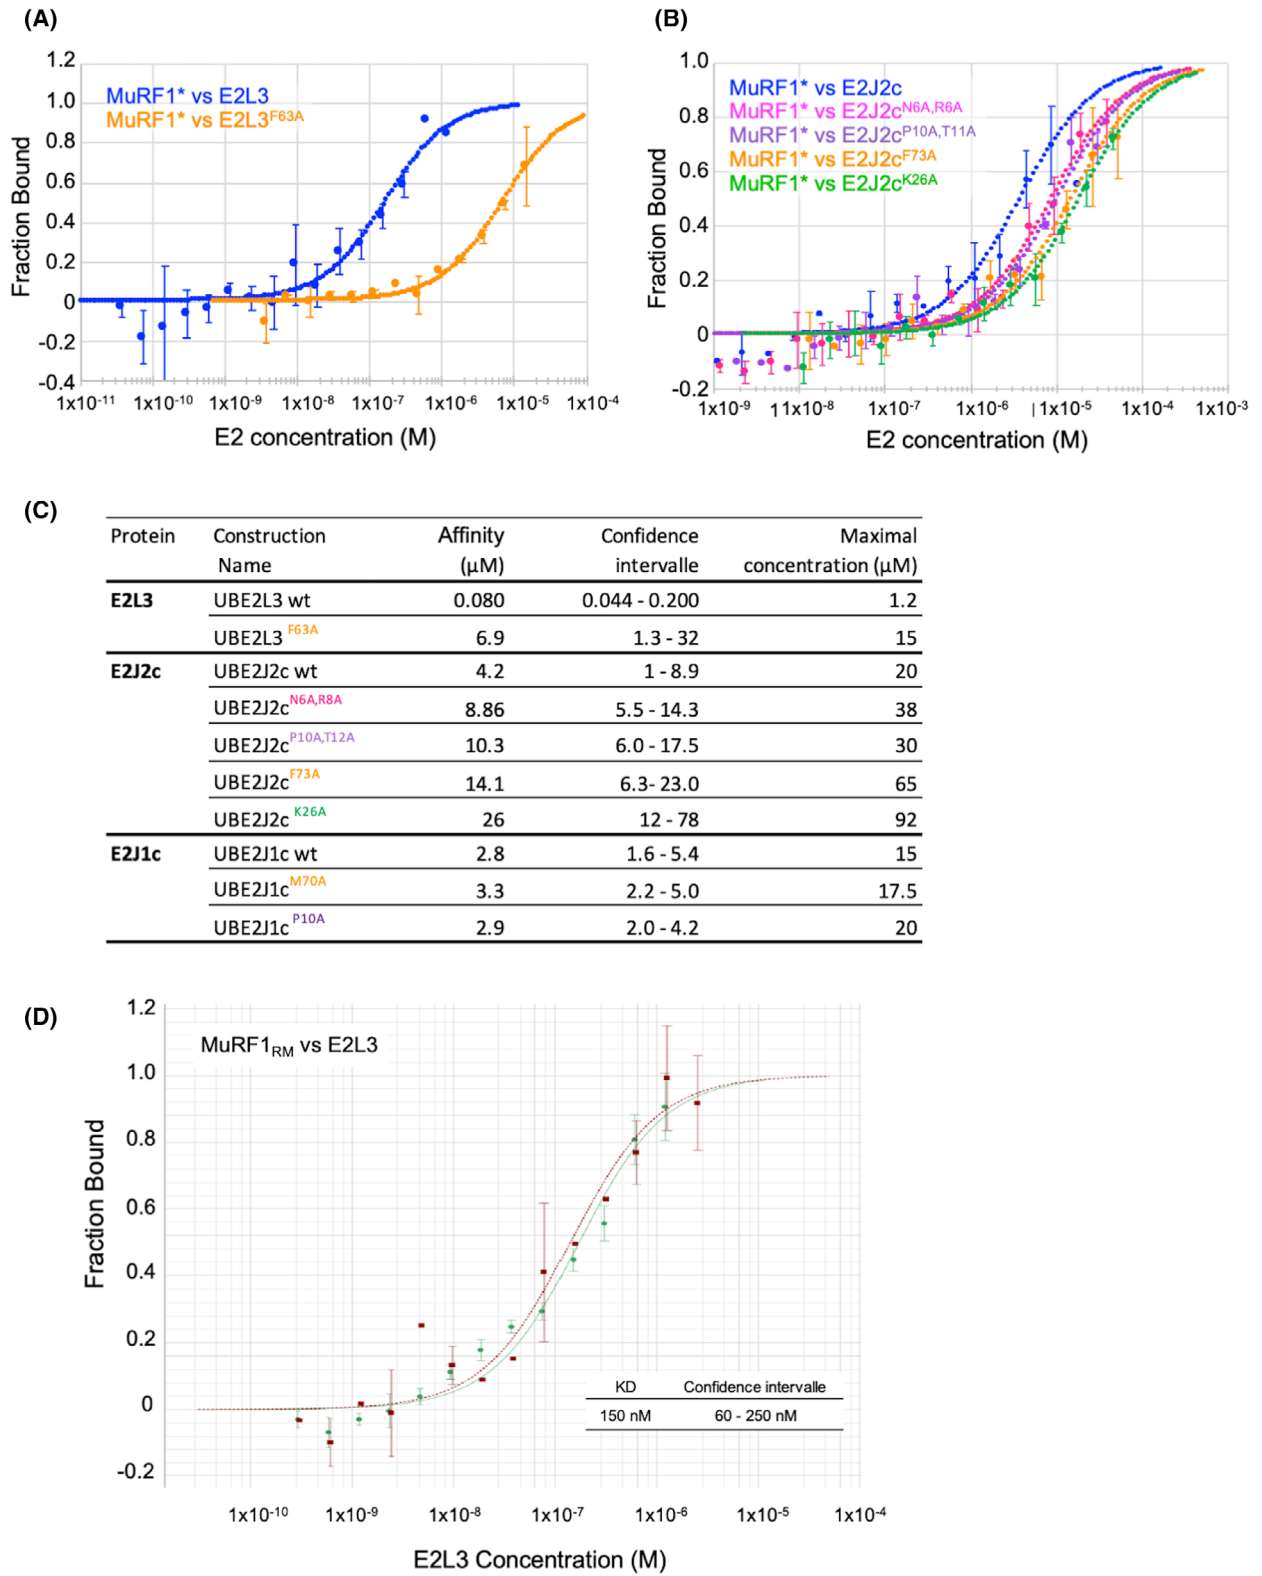 (A)
1.2
1.0
0.8
0.6
0.4
0.2
0
-0.2
-0.4
Fraction Bound
MuRF1* vs E2L3
MuRF1* vs E2L3F63A
1x10-11 1x10-10 1x10-9 1x10-8 1x10-7 1x10-6 1x10-5 1x10-4
E2 concentration (M)
(B)
1.0
0.8
0.6
0.4
0.2
0
-0.2
Fraction Bound
MuRF1* vs E2J2c
MuRF1* vs E2J2cN6A,R6A
MuRF1* vs E2J2cP10A,T11A
MuRF1* vs E2J2cF73A
MuRF1* vs E2J2cK26A
1x10-9 11x10-8 1x10-7 1x10-6 |1x10-5 1x10-4 1x10-3
E2 concentration (M)
(C)
Protein Construction Affinity Confidence Maximal
Name (µM) intervalle concentration (µM)
E2L3 UBE2L3 wt 0.080 0.044 - 0.200 1.2
UBE2L3 F63A 6.9 1.3 - 32 15
E2J2c UBE2J2c wt 4.2 1 - 8.9 20
UBE2J2cN6A,R8A 8.86 5.5 - 14.3 38
UBE2J2cP10A,T12A 10.3 6.0 - 17.5 30
UBE2J2cF73A 14.1 6.3- 23.0 65
UBE2J2c K26A 26 12 - 78 92
E2J1c UBE2J1c wt 2.8 1.6 - 5.4 15
UBE2J1cM70A 3.3 2.2 - 5.0 17.5
UBE2J1c P10A 2.9 2.0 - 4.2 20
(D)
1.2
1.0
0.8
0.6
0.4
0.2
0
-0.2
Fraction Bound
MuRF1RM vs E2L3
KD Confidence intervalle
150 nM 60 - 250 nM
1x10-10 1x10-9 1x10-8 1x10-7 1x10-6 1x10-5 1x10-4
E2L3 Concentration (M)